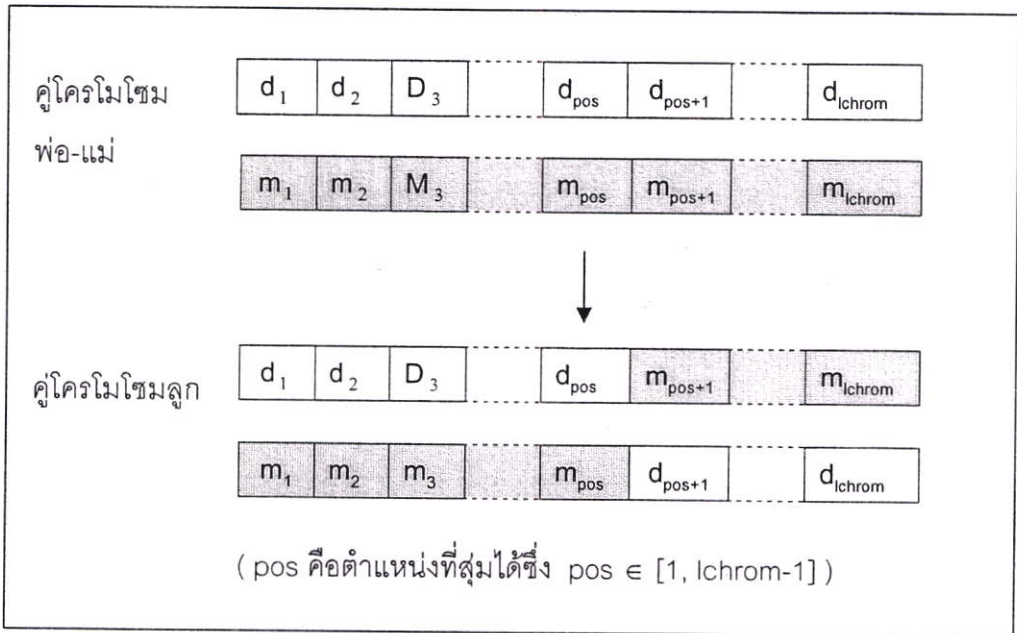 d1 d2 D3 dpos dpos+1 dlchrom
คู่โครโมโซม
พ่อ-แม่
m1 m2 M3 mpos mpos+1 mlchrom
d1 d2 D3 dpos mpos+1 mlchrom
คู่โครโมโซมลูก
m1 m2 m3 mpos dpos+1 dlchrom
( pos คือตำแหน่งที่สุ่มได้ซึ่ง pos ∈ [1, lchrom-1] )